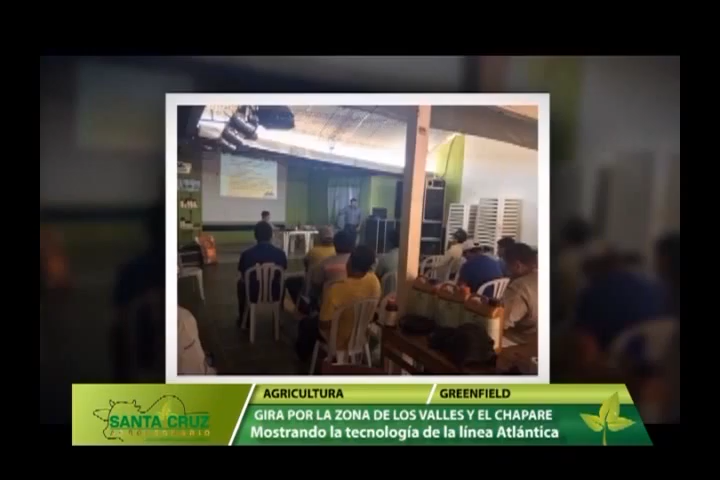 AGRICULTURA
GREENFIELD
SANTA CRUZ
GIRA POR LA ZONA DE LOS VALLES Y EL CHAPARE
Mostrando la tecnología de la línea Atlántica